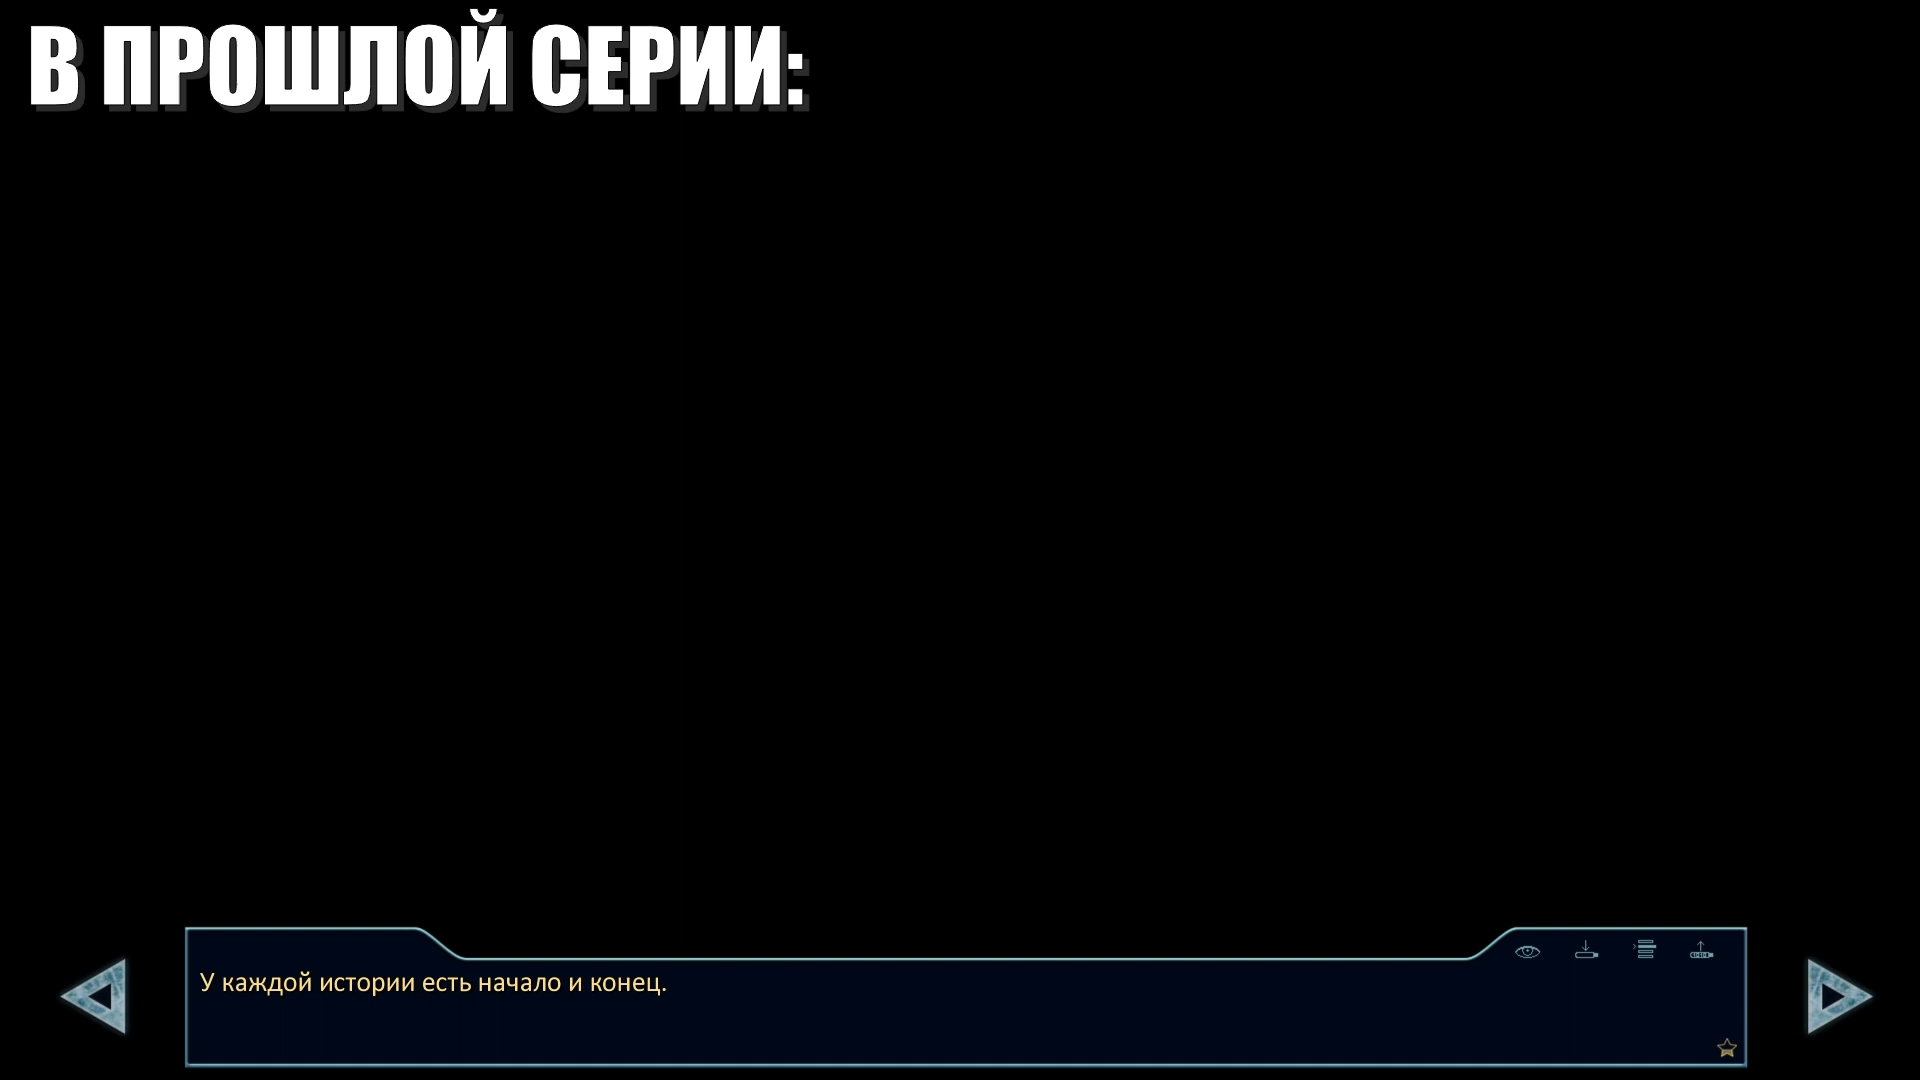 В ПРОШЛОЙ СЕРИИ:
У каждой истории есть начало и конец.